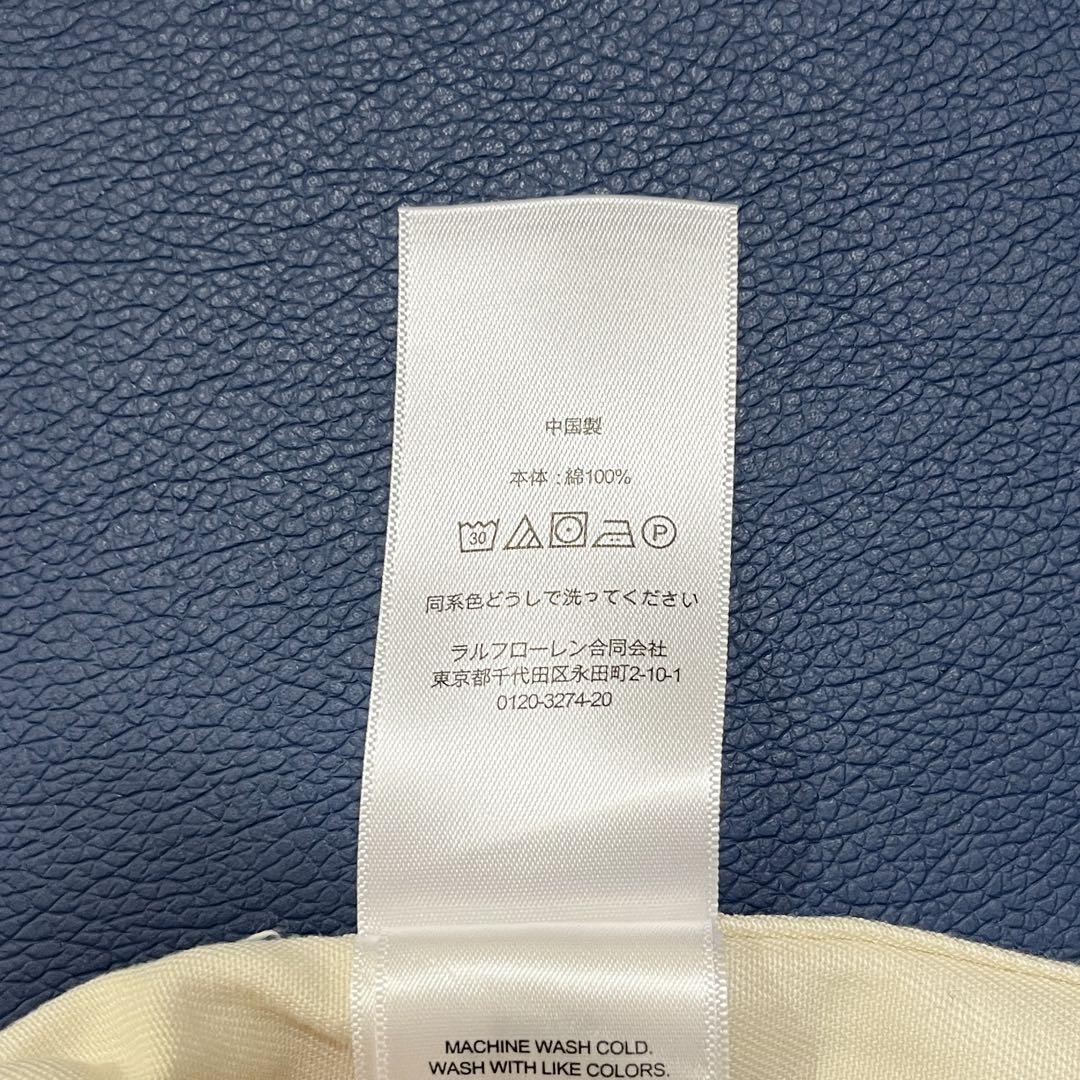 中国製
本体:綿100%
30 P
同系色どうしで洗ってください
ラルフローレン合同会社
東京都千代田区永田町2-10-1
0120-3274-20
MACHINE WASH COLD.
WASH WITH LIKE COLORS.